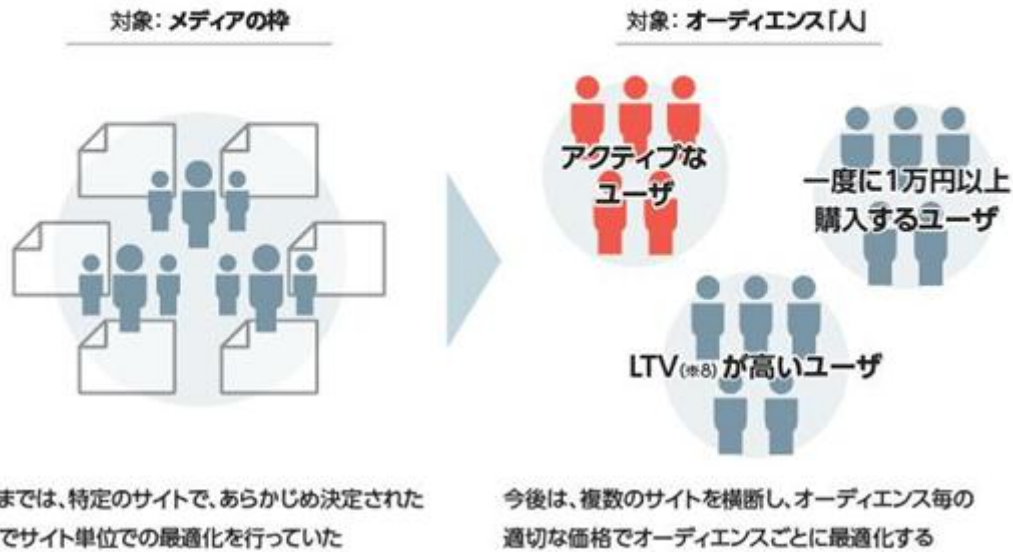 対象: メディアの枠
対象: オーディエンス「人」
アクティブな
ユーザ
一度に1万円以上
購入するユーザ
LTV(※8)が高いユーザ
までは、特定のサイトで、あらかじめ決定された
でサイト単位での最適化を行っていた
今後は、複数のサイトを横断し、オーディエンス毎の
適切な価格でオーディエンスごとに最適化する